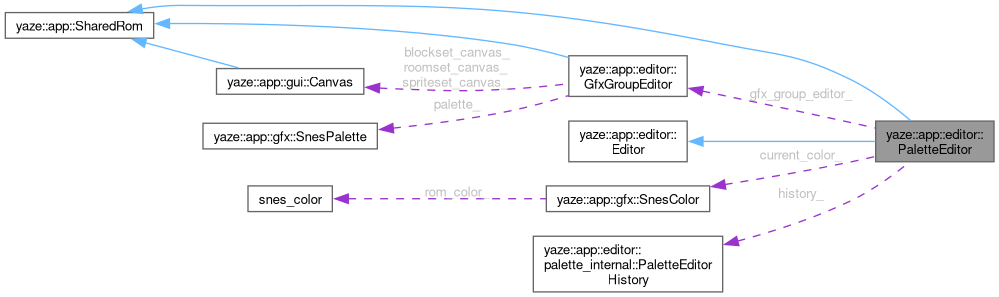 yaze::app::SharedRom
blockset_canvas_
roomset_canvas_
spriteset_canvas_
yaze::app::gui::Canvas
yaze::app::editor::
GfxGroupEditor
palette_
gfx_group_editor_
yaze::app::gfx::SnesPalette
yaze::app::editor::
Editor
yaze::app::editor::
PaletteEditor
current_color_
snes_color
rom_color_
yaze::app::gfx::SnesColor
history_
yaze::app::editor::
palette_internal::PaletteEditor
History